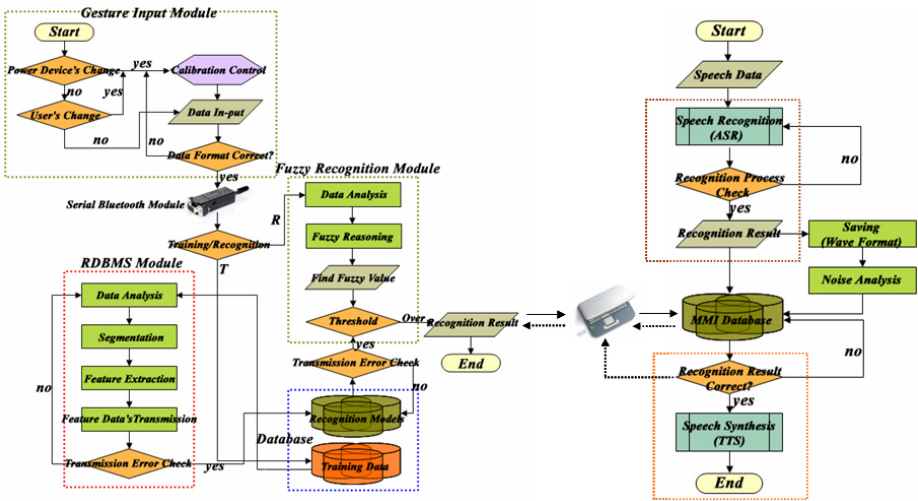 Gesture Input Module
Start
Power Device's Change
yes
Calibration Control
no
yes
User's Change
Data In-put
no
no
Data Format Correct?
yes
Serial Bluetooth Module
Training/Recognition
R
T
Fuzzy Recognition Module
Data Analysis
Fuzzy Reasoning
Find Fuzzy Value
Threshold
Over
Recognition Result
End
yes
Transmission Error Check
no
Recognition Models
Database
Training Data
RDBMS Module
Data Analysis
Segmentation
Feature Extraction
Feature Data'sTransmission
Transmission Error Check
no
yes
Start
Speech Data
Speech Recognition
(ASR)
no
Recognition Process
Check
yes
Recognition Result
Saving
(Wave Format)
Noise Analysis
MMI Database
no
Recognition Result
Correct?
yes
Speech Synthesis
(TTS)
End